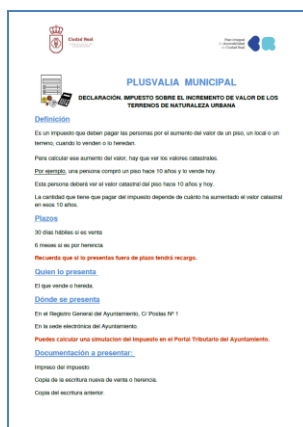 Ciudad Real
PLUSVALIA MUNICIPAL
DECLARACIÓN. IMPUESTO SOBRE EL INCREMENTO DE VALOR DE LOS
TERRENOS DE NATURALEZA URBANA
Definición
Es un impuesto que deben pagar las personas por el aumento del valor de un piso, un local o un
terreno, cuando lo venden o lo heredan.
Para calcular ese aumento del valor, hay que ver los valores catastrales.
Por ejemplo, una persona compró un piso hace 10 años y lo vende hoy.
Esta persona deberá ver el valor catastral del piso hace 10 años y hoy.
La cantidad que tiene que pagar del impuesto depende de cuánto ha aumentado el valor catastral
en esos 10 años.
Plazos
30 días hábiles si es venta
6 meses si es por herencia
Recuerda que si lo presentas fuera de plazo tendrá recargo.
Quien lo presenta
El que vende o hereda.
Dónde se presenta
En el Registro General del Ayuntamiento, C/ Postas Nº 1
En la sede electrónica del Ayuntamiento.
Puedes calcular una simulación del impuesto en el Portal Tributario del Ayuntamiento.
Documentación a presentar:
Impreso del impuesto
Copia de la escritura nueva de venta o herencia.
Copia del escritura anterior.